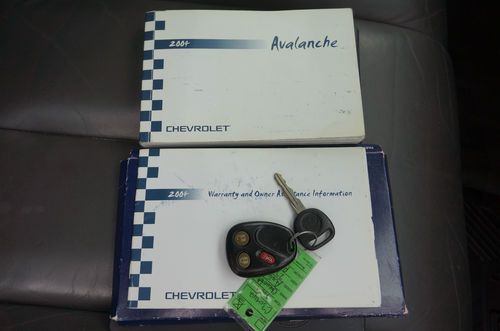 2004 Avalanche
CHEVROLET
2004 Warranty and Owner Assistance Information
CHEVROLET